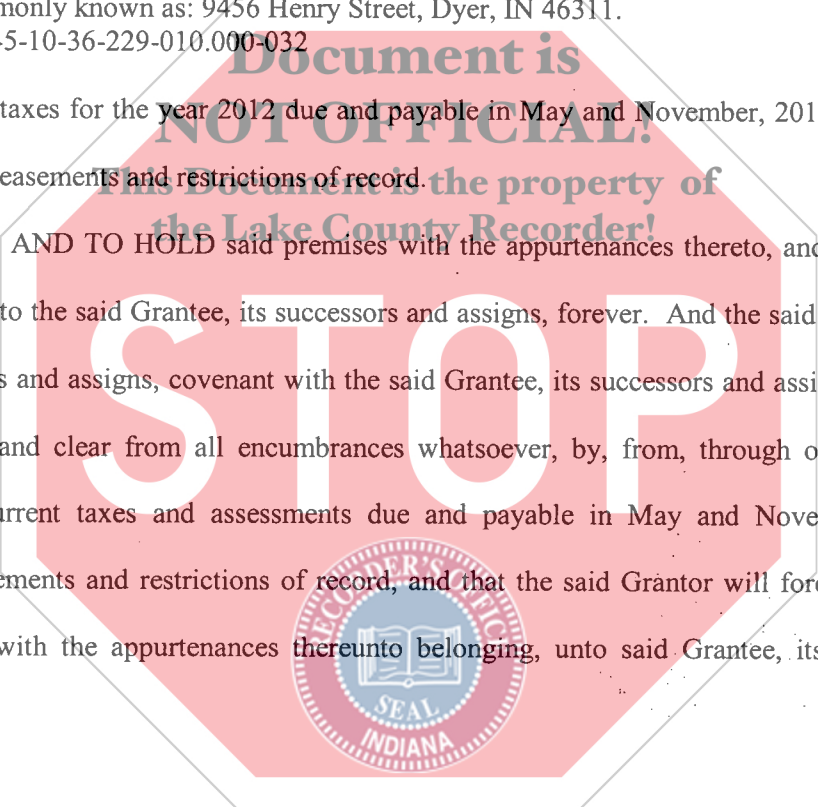 monly known as: 9456 Henry Street, Dyer, IN 46311.
-5-10-36-229-010.000-032
Document is
taxes for the year 2012 due and payable in May and November, 201
NOT OFFICIAL!
easements and restrictions of record.
This Document is the property of
the Lake County Recorder!
AND TO HOLD said premises with the appurtenances thereto, and
to the said Grantee, its successors and assigns, forever. And the said
STOP
s and assigns, covenant with the said Grantee, its successors and assi
and clear from all encumbrances whatsoever, by, from, through o
urrent taxes and assessments due and payable in May and Nove
ements and restrictions of record, and that the said Grantor will fore
with the appurtenances thereunto belonging, unto said Grantee, its
RECORDER'S OFFICE
SEAL
INDIANA